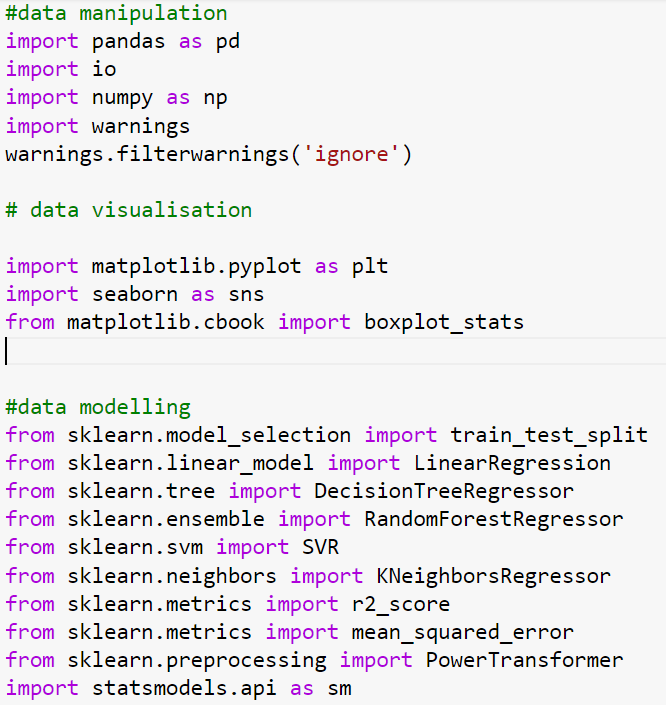 #data manipulation
import pandas as pd
import io
import numpy as np
import warnings
warnings.filterwarnings('ignore')
# data visualisation
import matplotlib.pyplot as plt
import seaborn as sns
from matplotlib.cbook import boxplot_stats
#data modelling
from sklearn.model_selection import train_test_split
from sklearn.linear_model import LinearRegression
from sklearn.tree import DecisionTreeRegressor
from sklearn.ensemble import RandomForestRegressor
from sklearn.svm import SVR
from sklearn.neighbors import KNeighborsRegressor
from sklearn.metrics import r2_score
from sklearn.metrics import mean_squared_error
from sklearn.preprocessing import PowerTransformer
import statsmodels.api as sm